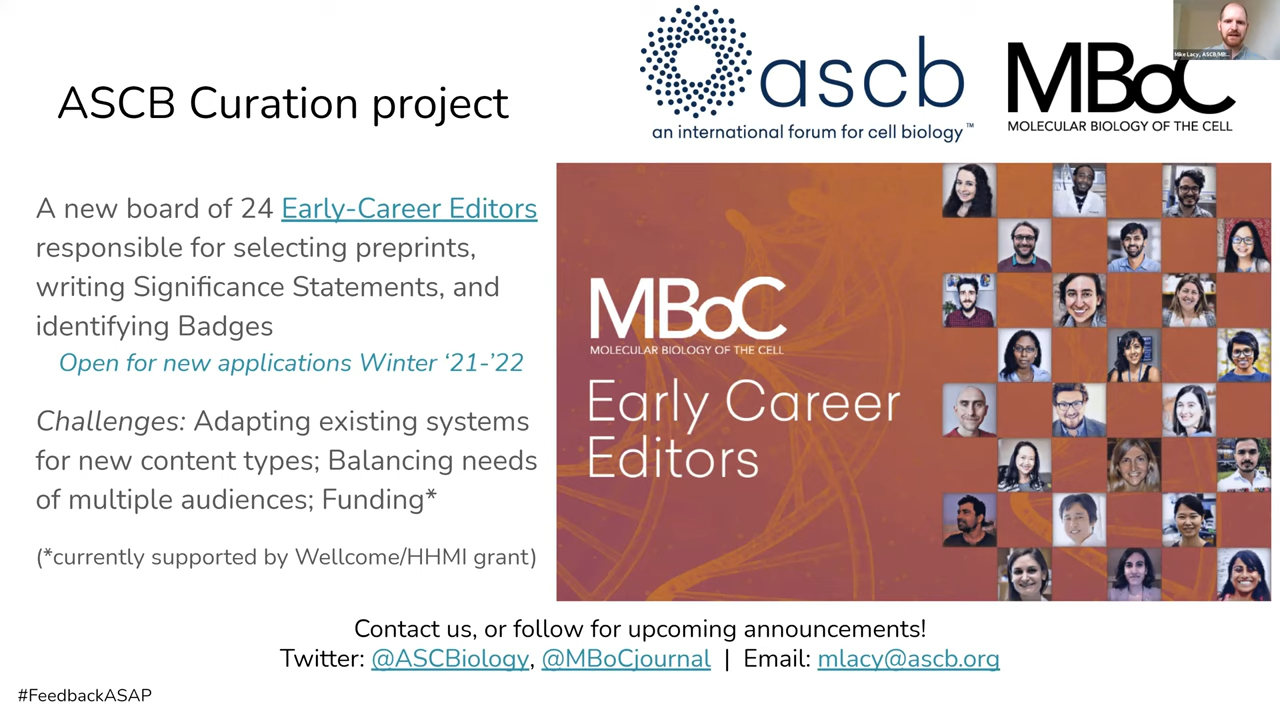 ASCB Curation project
ascb
an international forum for cell biology™
MBoC
MOLECULAR BIOLOGY OF THE CELL
Mike Lacy, ASCB/MB...
A new board of 24 Early-Career Editors
responsible for selecting preprints,
writing Significance Statements, and
identifying Badges
Open for new applications Winter ‘21-’22
Challenges: Adapting existing systems
for new content types; Balancing needs
of multiple audiences; Funding*
(*currently supported by Wellcome/HHMI grant)
MBoC
MOLECULAR BIOLOGY OF THE CELL
Early Career
Editors
Contact us, or follow for upcoming announcements!
Twitter: @ASCBiology, @MBoCjournal | Email: mlacy@ascb.org
#FeedbackASAP